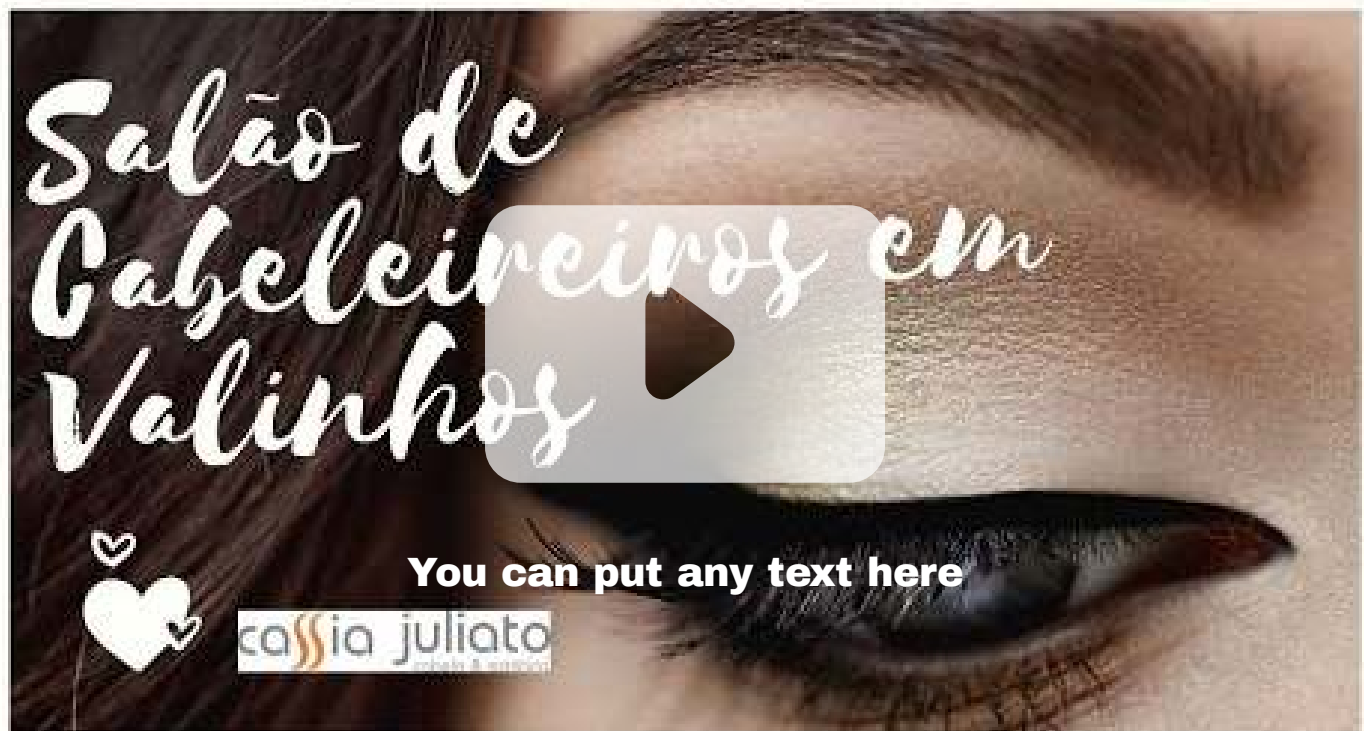 Salão de
Cabeleireiros em
Valinhos
You can put any text here
cassia juliato